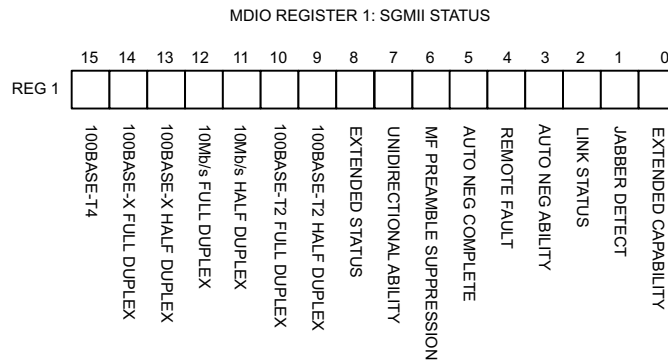 MDIO REGISTER 1: SGMII STATUS
15 14 13 12 11 10 9 8 7 6 5 4 3 2 1 0
REG 1
100BASE-T4
100BASE-X FULL DUPLEX
100BASE-X HALF DUPLEX
10Mb/s FULL DUPLEX
10Mb/s HALF DUPLEX
100BASE-T2 FULL DUPLEX
100BASE-T2 HALF DUPLEX
EXTENDED STATUS
UNIDIRECTIONAL ABILITY
MF PREAMBLE SUPPRESSION
AUTO NEG COMPLETE
REMOTE FAULT
AUTO NEG ABILITY
LINK STATUS
JABBER DETECT
EXTENDED CAPABILITY